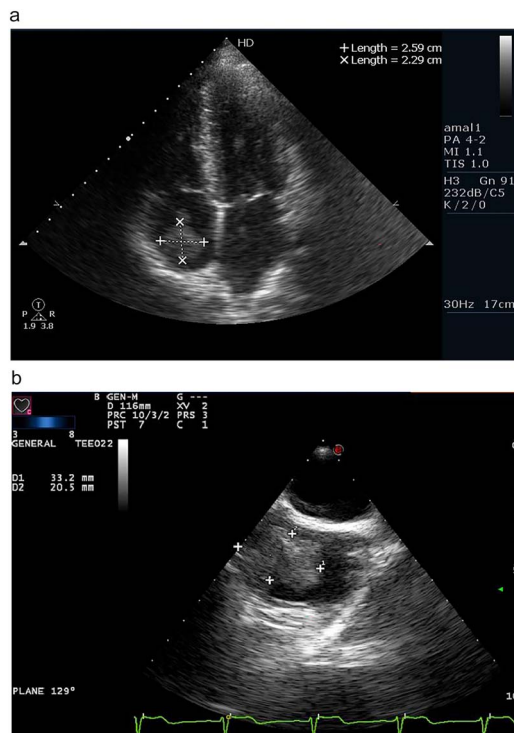 a
HD
+ Length = 2.59 cm
× Length = 2.29 cm
amal1
PA 4-2
MI 1.1
TIS 1.0
H3 Gn 91
232dB/C5
K/2/0
30Hz 17cm
T
P R
1.9 3.8
b
B GEN-M G ---
D 116mm XV 2
PRC 10/3/2 PRS 3
PST 7 C 1
3 8
GENERAL TEE022
D1 33.2 mm
D2 20.5 mm
PLANE 129°